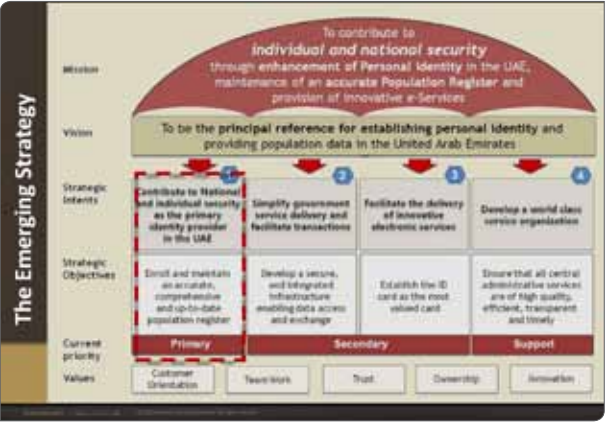 The Emerging Strategy
Mission
To contribute to
individual and national security
through enhancement of Personal Identity in the UAE,
maintenance of an accurate Population Register and
provision of innovative e-Services
Vision
To be the principal reference for establishing personal identity and
providing population data in the United Arab Emirates
Strategic
Intents
1
Contribute to National
and individual security
as the primary
identity provider
in the UAE
2
Simplify government
service delivery and
facilitate transactions
3
Facilitate the delivery
of innovative
electronic services
4
Develop a world class
service organization
Strategic
Objectives
Enroll and maintain
an accurate,
comprehensive
and up-to-date
population register
Develop a secure,
and integrated
infrastructure
enabling data access
and exchange
Establish the ID
card as the most
valued card
Ensure that all central
administrative services
are of high quality,
efficient, transparent
and timely
Current
priority
Primary
Secondary
Support
Values
Customer
Orientation
Team Work
Trust
Ownership
Innovation